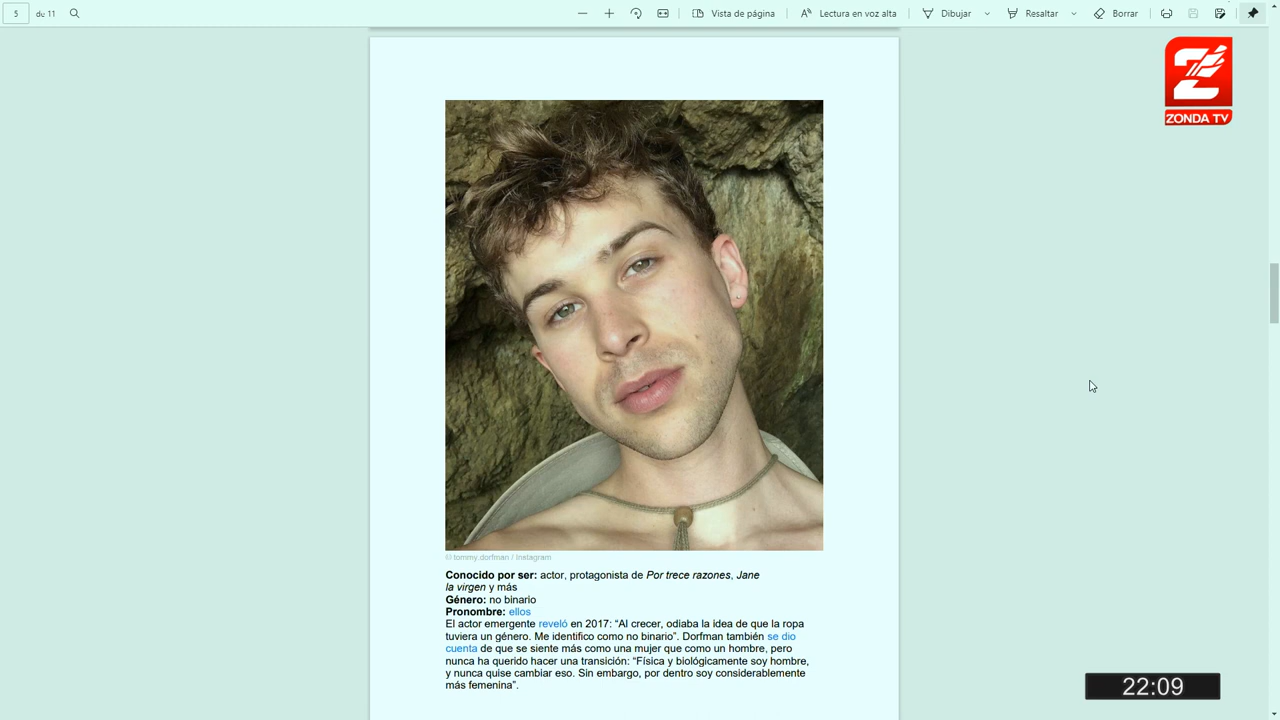 5 de 11
Vista de página
Lectura en voz alta
Dibujar
Resaltar
Borrar
ZONDA TV
© tommy.dorfman / Instagram
Conocido por ser: actor, protagonista de Por trece razones, Jane
la virgen y más
Género: no binario
Pronombre: ellos
El actor emergente reveló en 2017: “Al crecer, odiaba la idea de que la ropa
tuviera un género. Me identifico como no binario”. Dorfman también se dio
cuenta de que se siente más como una mujer que como un hombre, pero
nunca ha querido hacer una transición: “Física y biológicamente soy hombre,
y nunca quise cambiar eso. Sin embargo, por dentro soy considerablemente
más femenina”.
22:09